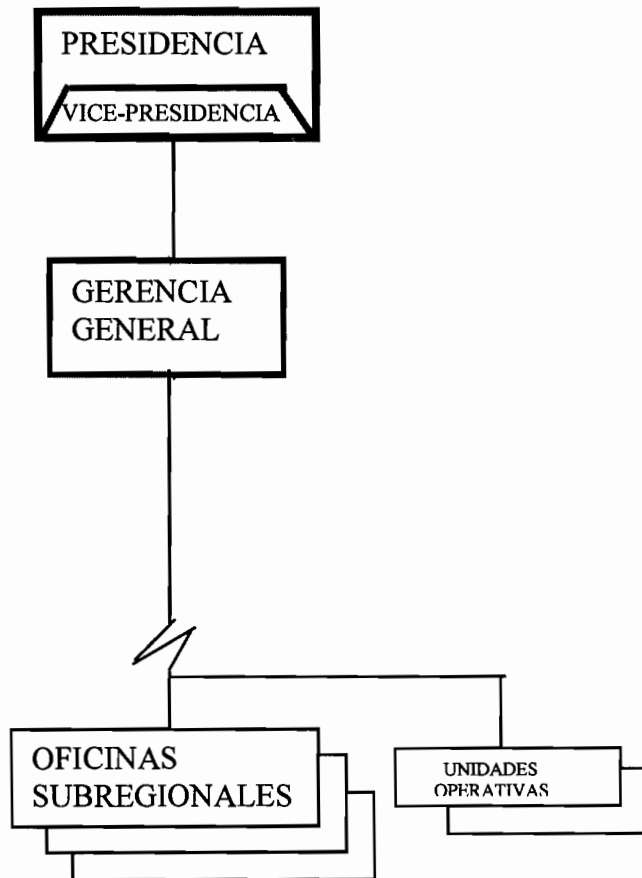 PRESIDENCIA
VICE-PRESIDENCIA
GERENCIA
GENERAL
OFICINAS
SUBREGIONALES
UNIDADES
OPERATIVAS